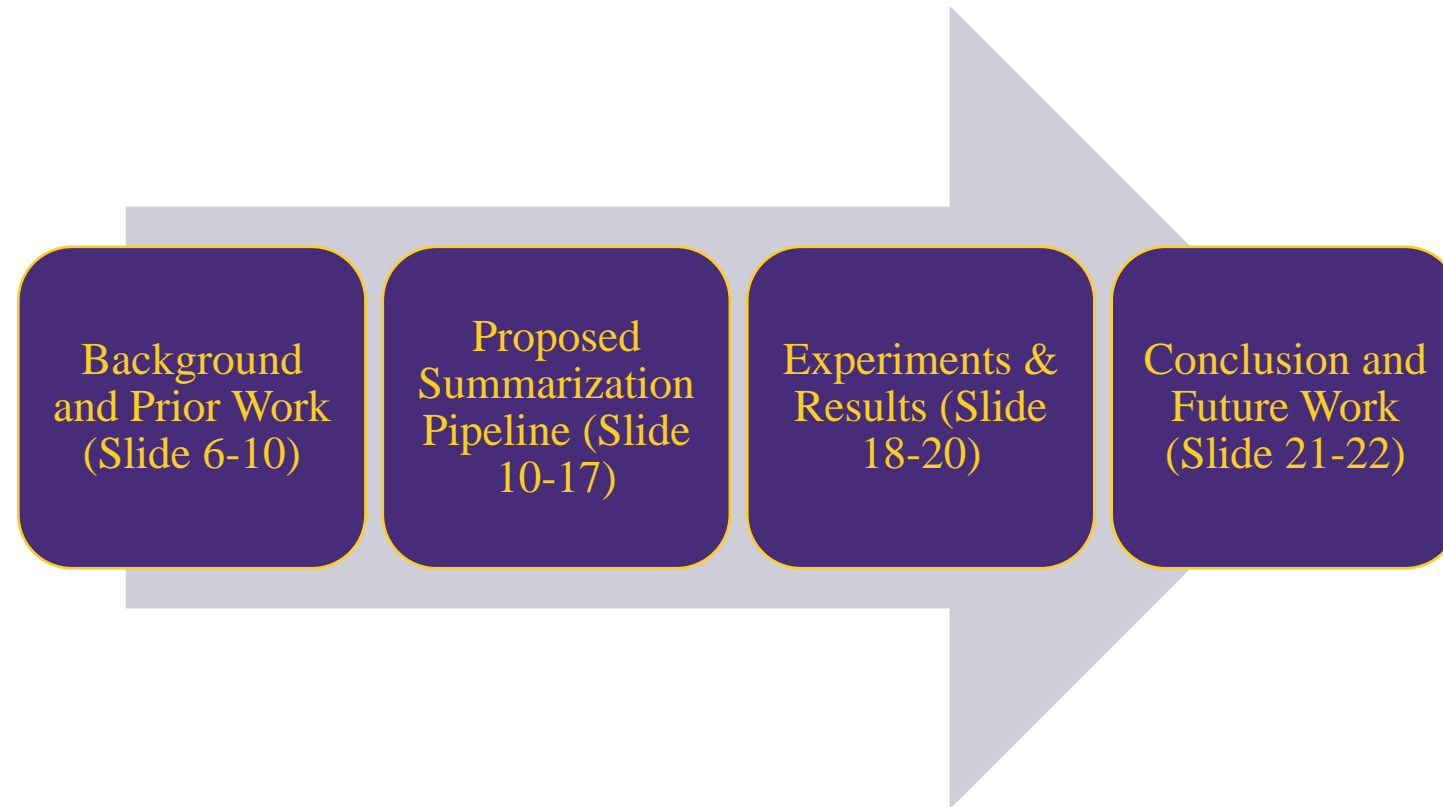 Background
and Prior Work
(Slide 6-10)
Proposed
Summarization
Pipeline (Slide
10-17)
Experiments &
Results (Slide
18-20)
Conclusion and
Future Work
(Slide 21-22)